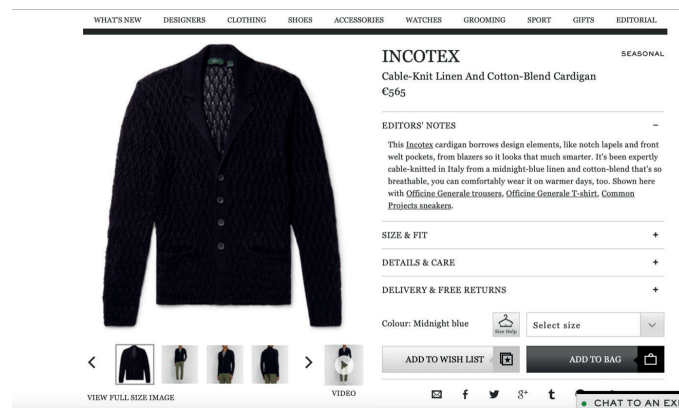 WHAT'S NEW DESIGNERS CLOTHING SHOES ACCESSORIES WATCHES GROOMING SPORT GIFTS EDITORIAL
INCOTEX
SEASONAL
Cable-Knit Linen And Cotton-Blend Cardigan
€565
EDITORS' NOTES –
This Incotex cardigan borrows design elements, like notch lapels and front
welt pockets, from blazers so it looks that much smarter. It's been expertly
cable-knitted in Italy from a midnight-blue linen and cotton-blend that's so
breathable, you can comfortably wear it on warmer days, too. Shown here
with Officine Generale trousers, Officine Generale T-shirt, Common
Projects sneakers.
SIZE & FIT +
DETAILS & CARE +
DELIVERY & FREE RETURNS +
Colour: Midnight blue
Size Help
Select size
ADD TO WISH LIST
ADD TO BAG
VIDEO
VIEW FULL SIZE IMAGE
CHAT TO AN EX